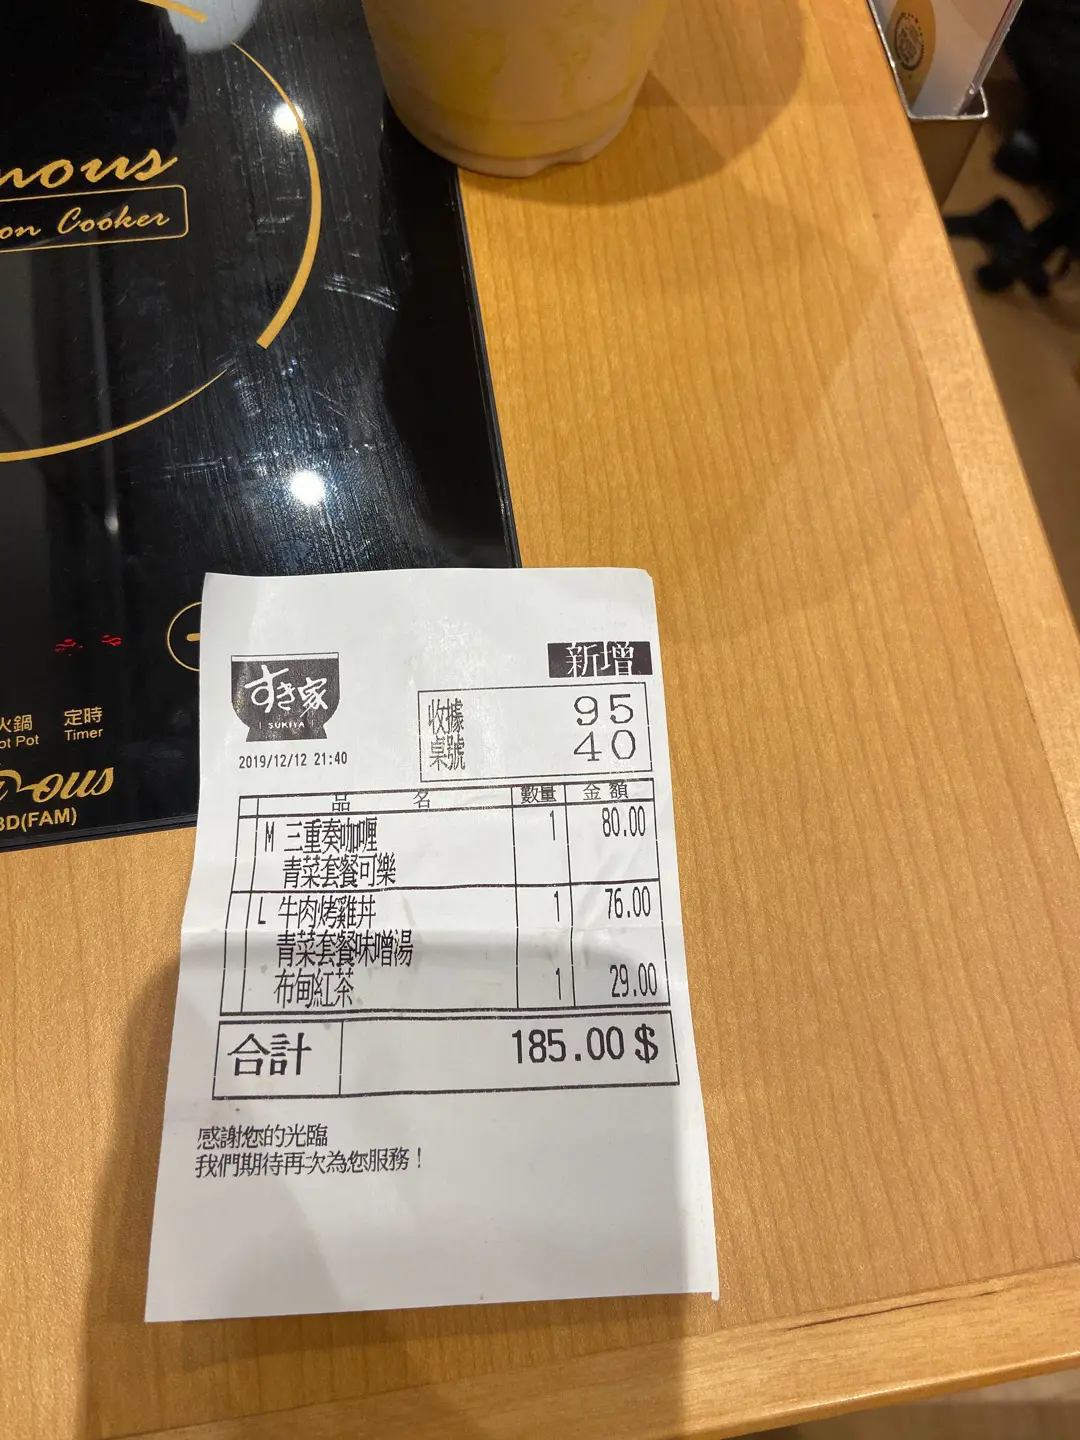 mous
on Cooker
火鍋 定時
ot Pot Timer
ous
3D(FAM)
すき家
SUKIYA
新增
收據 95
桌號 40
2019/12/12 21:40
品 名 數量 金額
M 三重奏咖喱 1 80.00
青菜套餐可樂
L 牛肉烤雞丼 1 76.00
青菜套餐味噌湯
布甸紅茶 1 29.00
合計 185.00 $
感謝您的光臨
我們期待再次為您服務！